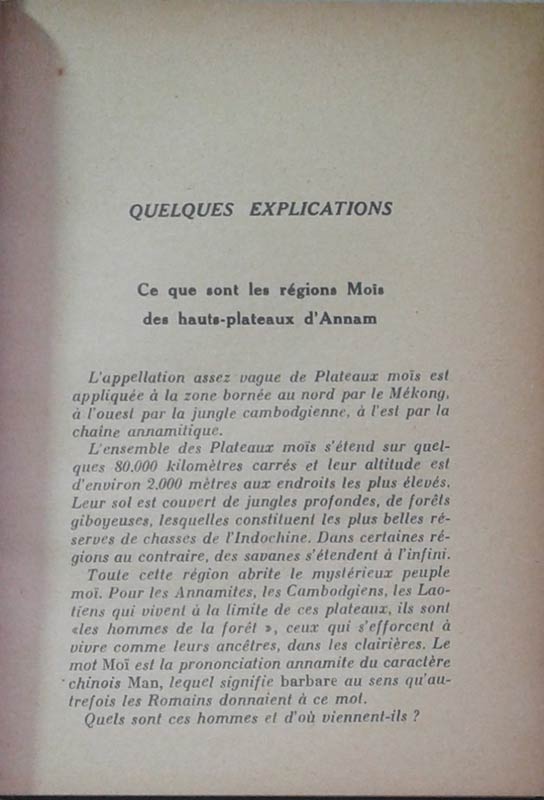 QUELQUES EXPLICATIONS
Ce que sont les régions Moïs
des hauts-plateaux d'Annam
L'appellation assez vague de Plateaux moïs est
appliquée à la zone bornée au nord par le Mékong,
à l'ouest par la jungle cambodgienne, à l'est par la
chaîne annamitique.
L'ensemble des Plateaux moïs s'étend sur quel-
ques 80.000 kilomètres carrés et leur altitude est
d'environ 2.000 mètres aux endroits les plus élevés.
Leur sol est couvert de jungles profondes, de forêts
giboyeuses, lesquelles constituent les plus belles ré-
serves de chasses de l'Indochine. Dans certaines ré-
gions au contraire, des savanes s'étendent à l'infini.
Toute cette région abrite le mystérieux peuple
moï. Pour les Annamites, les Cambodgiens, les Lao-
tiens qui vivent à la limite de ces plateaux, ils sont
«les hommes de la forêt », ceux qui s'efforcent à
vivre comme leurs ancêtres, dans les clairières. Le
mot Moï est la prononciation annamite du caractère
chinois Man, lequel signifie barbare au sens qu'au-
trefois les Romains donnaient à ce mot.
Quels sont ces hommes et d'où viennent-ils ?